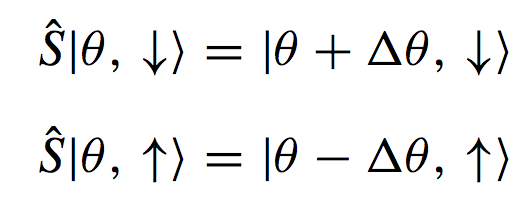 Ŝ|θ, ↓⟩ = |θ + Δθ, ↓⟩
Ŝ|θ, ↑⟩ = |θ − Δθ, ↑⟩